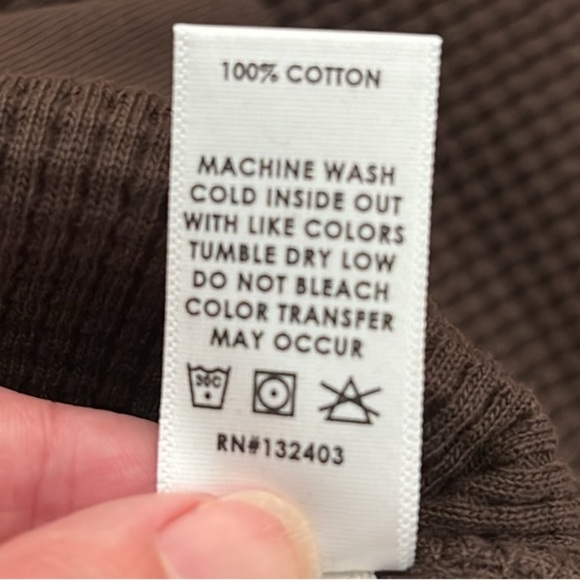 100% COTTON
MACHINE WASH
COLD INSIDE OUT
WITH LIKE COLORS
TUMBLE DRY LOW
DO NOT BLEACH
COLOR TRANSFER
MAY OCCUR
30C
RN#132403